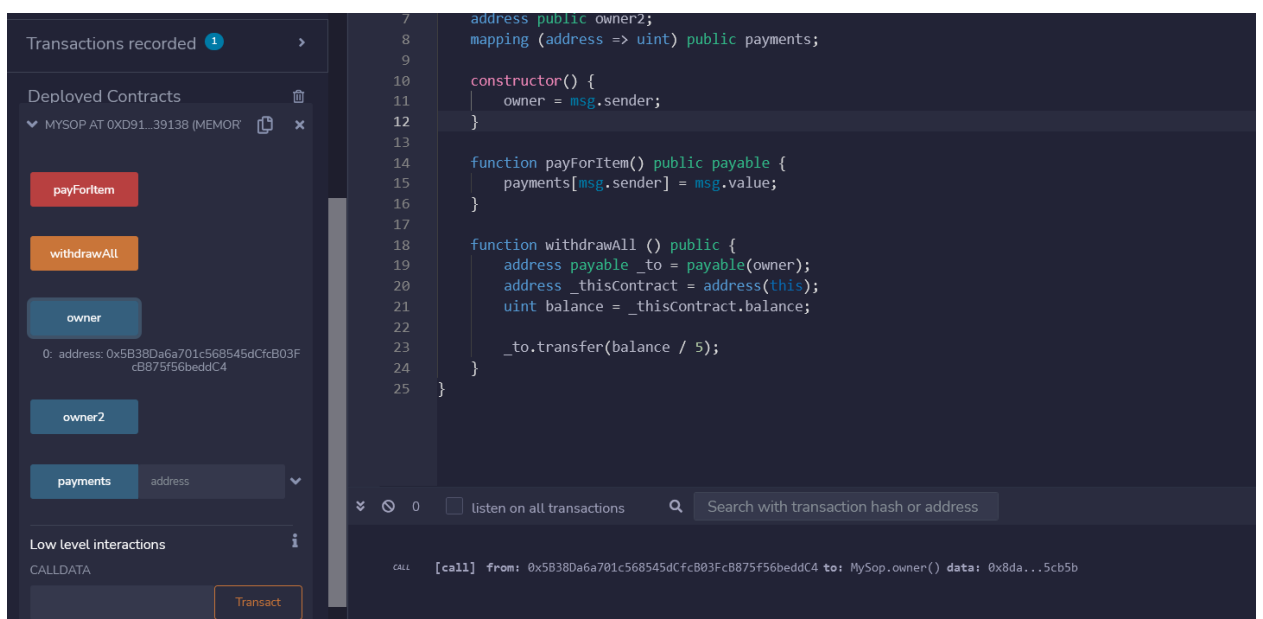 Transactions recorded 1
Deployed Contracts
MYSOP AT 0XD91...39138 (MEMOR
payForItem
withdrawAll
owner
0: address: 0x5B38Da6a701c568545dCfcB03F
cB875f56beddC4
owner2
payments address
Low level interactions
i
CALLDATA
Transact
7 address public owner2;
8 mapping (address => uint) public payments;
9
10 constructor() {
11 owner = msg.sender;
12 }
13
14 function payForItem() public payable {
15 payments[msg.sender] = msg.value;
16 }
17
18 function withdrawAll () public {
19 address payable _to = payable(owner);
20 address _thisContract = address(this);
21 uint balance = _thisContract.balance;
22
23 _to.transfer(balance / 5);
24 }
25 }
0 listen on all transactions Search with transaction hash or address
CALL [call] from: 0x5B38Da6a701c568545dCfcB03FcB875f56beddC4 to: MySop.owner() data: 0x8da...5cb5b